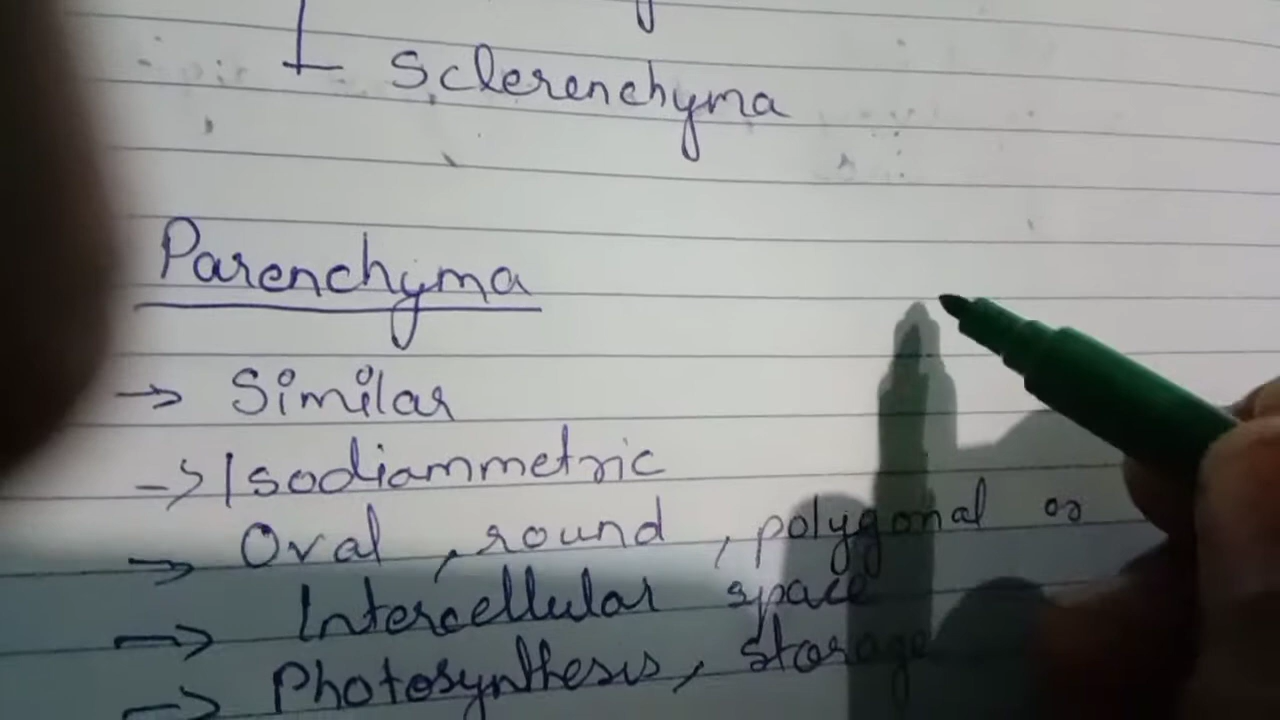 Sclerenchyma
Parenchyma
→ Similar
→ Isodiammetric
→ Oval, round, polygonal or
→ Intercellular space
→ Photosynthesis, storage